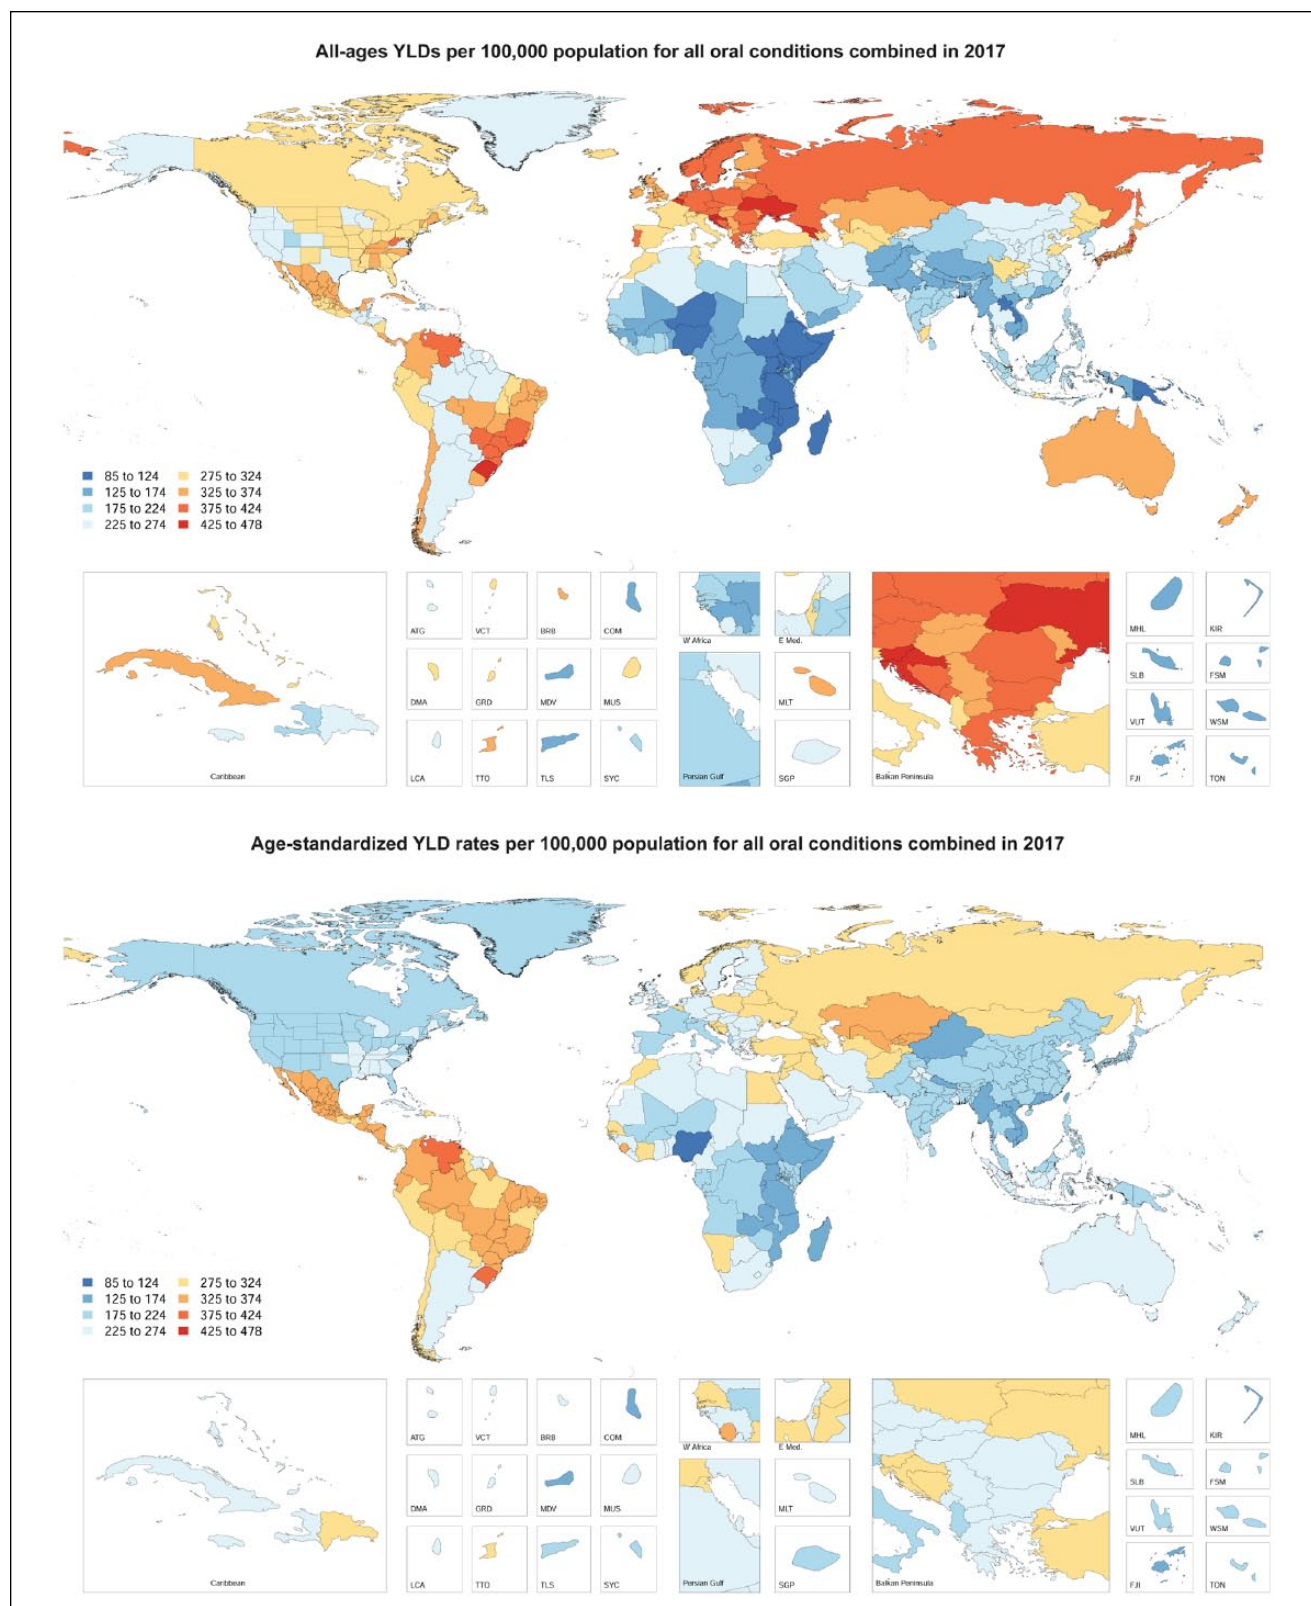 All-ages YLDs per 100,000 population for all oral conditions combined in 2017
85 to 124 275 to 324
125 to 174 325 to 374
175 to 224 375 to 424
225 to 274 425 to 478
ATG VCT BRB COM W Africa E Med. MHL KIR
DMA GRD MDV MUS MLT SLB FSM
VUT WSM
LCA TTO TLS SYC SGP FJI TON
Caribbean Persian Gulf Balkan Peninsula
Age-standardized YLD rates per 100,000 population for all oral conditions combined in 2017
85 to 124 275 to 324
125 to 174 325 to 374
175 to 224 375 to 424
225 to 274 425 to 478
ATG VCT BRB COM W Africa E Med. MHL KIR
DMA GRD MDV MUS MLT SLB FSM
VUT WSM
LCA TTO TLS SYC SGP FJI TON
Caribbean Persian Gulf Balkan Peninsula